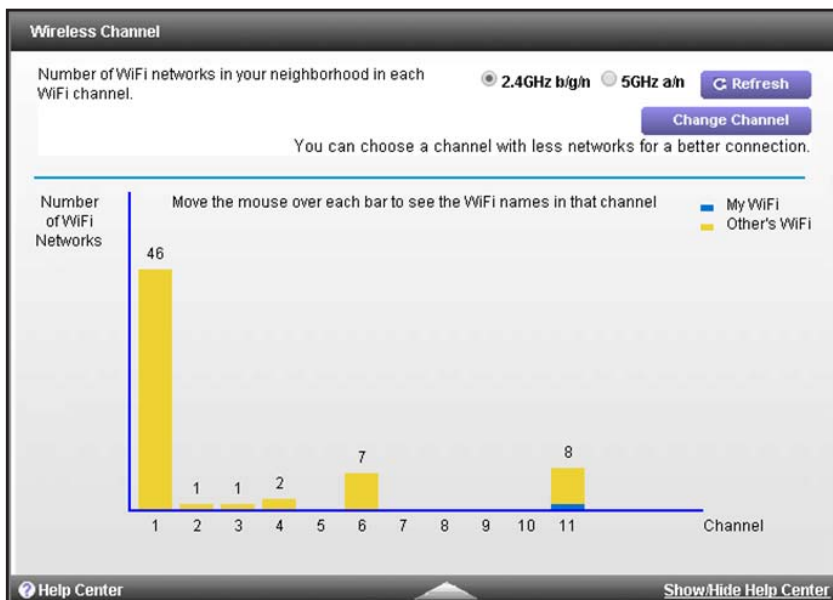 Wireless Channel
Number of WiFi networks in your neighborhood in each
WiFi channel.
2.4GHz b/g/n
5GHz a/n
Refresh
Change Channel
You can choose a channel with less networks for a better connection.
Number
of WiFi
Networks
Move the mouse over each bar to see the WiFi names in that channel
My WiFi
Other's WiFi
46
1
1
2
7
8
1 2 3 4 5 6 7 8 9 10 11
Channel
? Help Center
Show/Hide Help Center